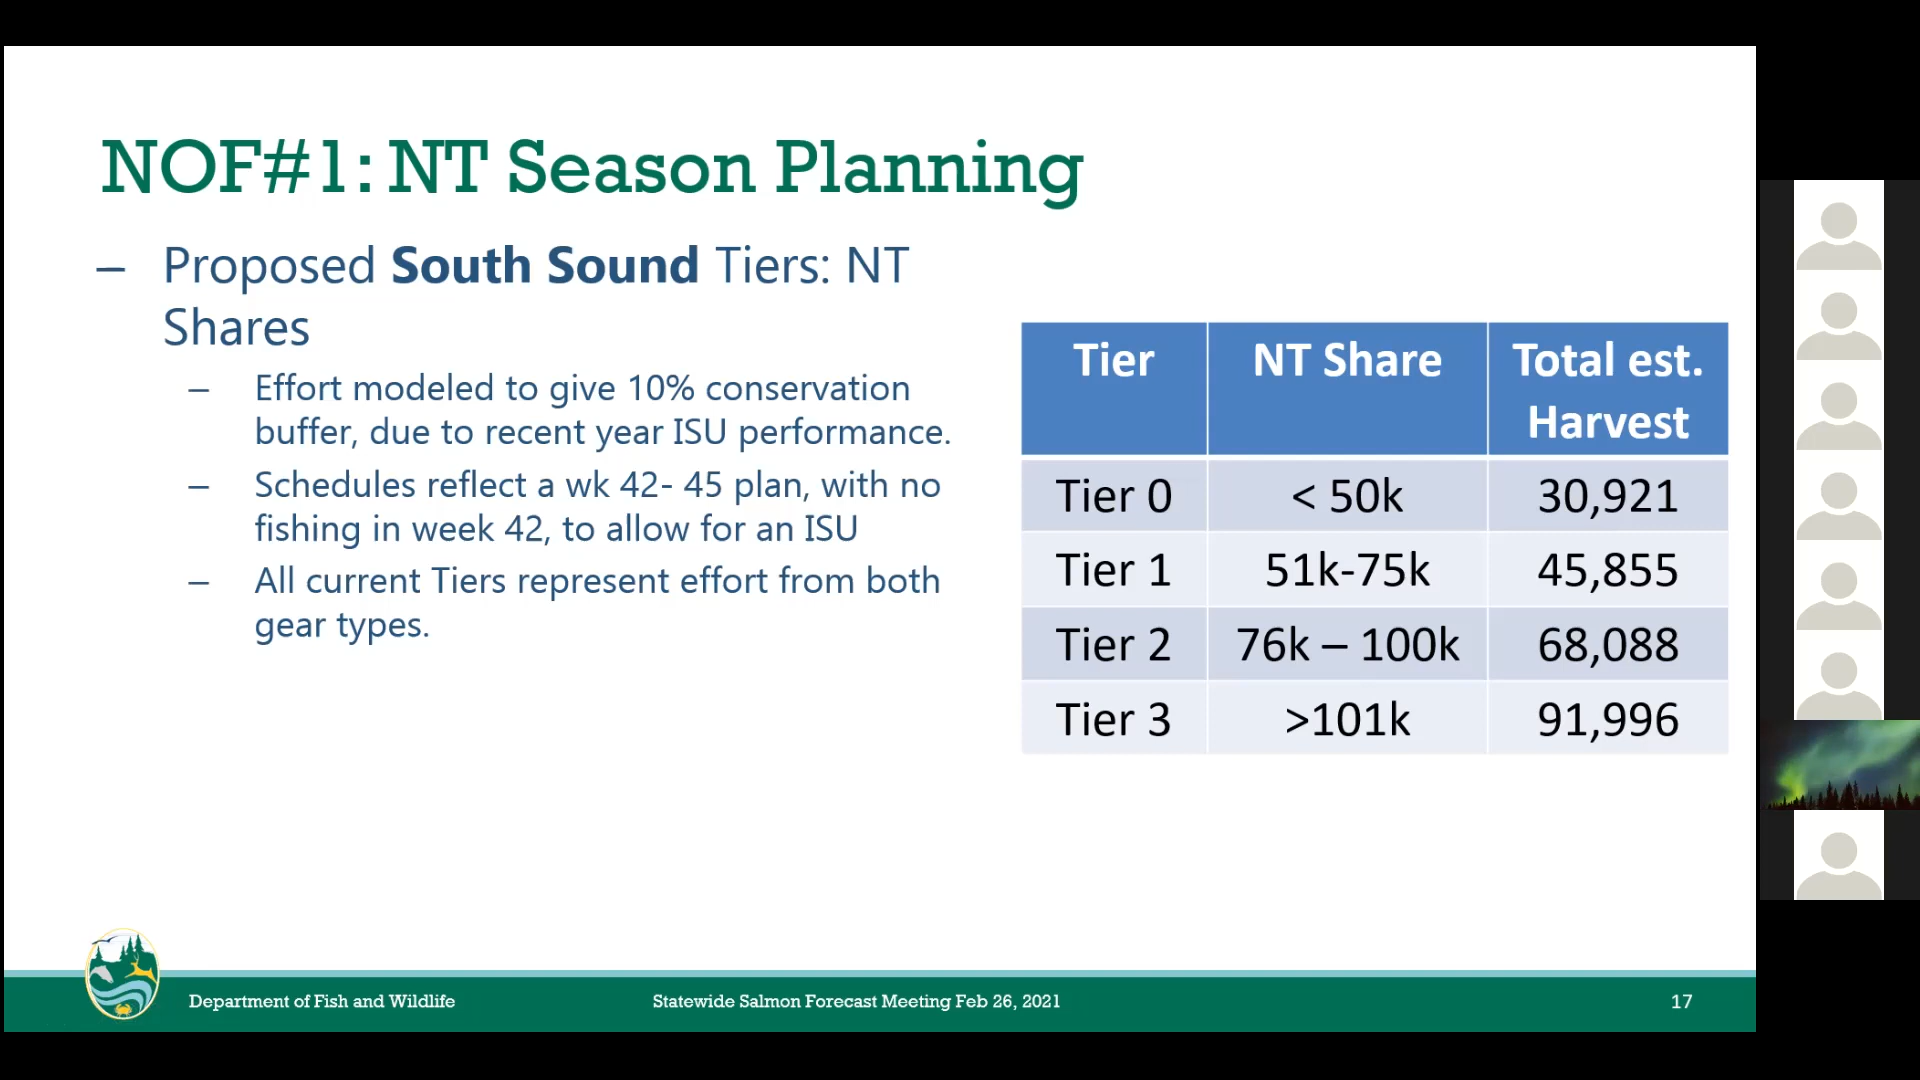 NOF#1: NT Season Planning
– Proposed South Sound Tiers: NT
Shares
– Effort modeled to give 10% conservation
buffer, due to recent year ISU performance.
– Schedules reflect a wk 42- 45 plan, with no
fishing in week 42, to allow for an ISU
– All current Tiers represent effort from both
gear types.
Tier NT Share Total est.
Harvest
Tier 0 < 50k 30,921
Tier 1 51k-75k 45,855
Tier 2 76k – 100k 68,088
Tier 3 >101k 91,996
Department of Fish and Wildlife Statewide Salmon Forecast Meeting Feb 26, 2021 17